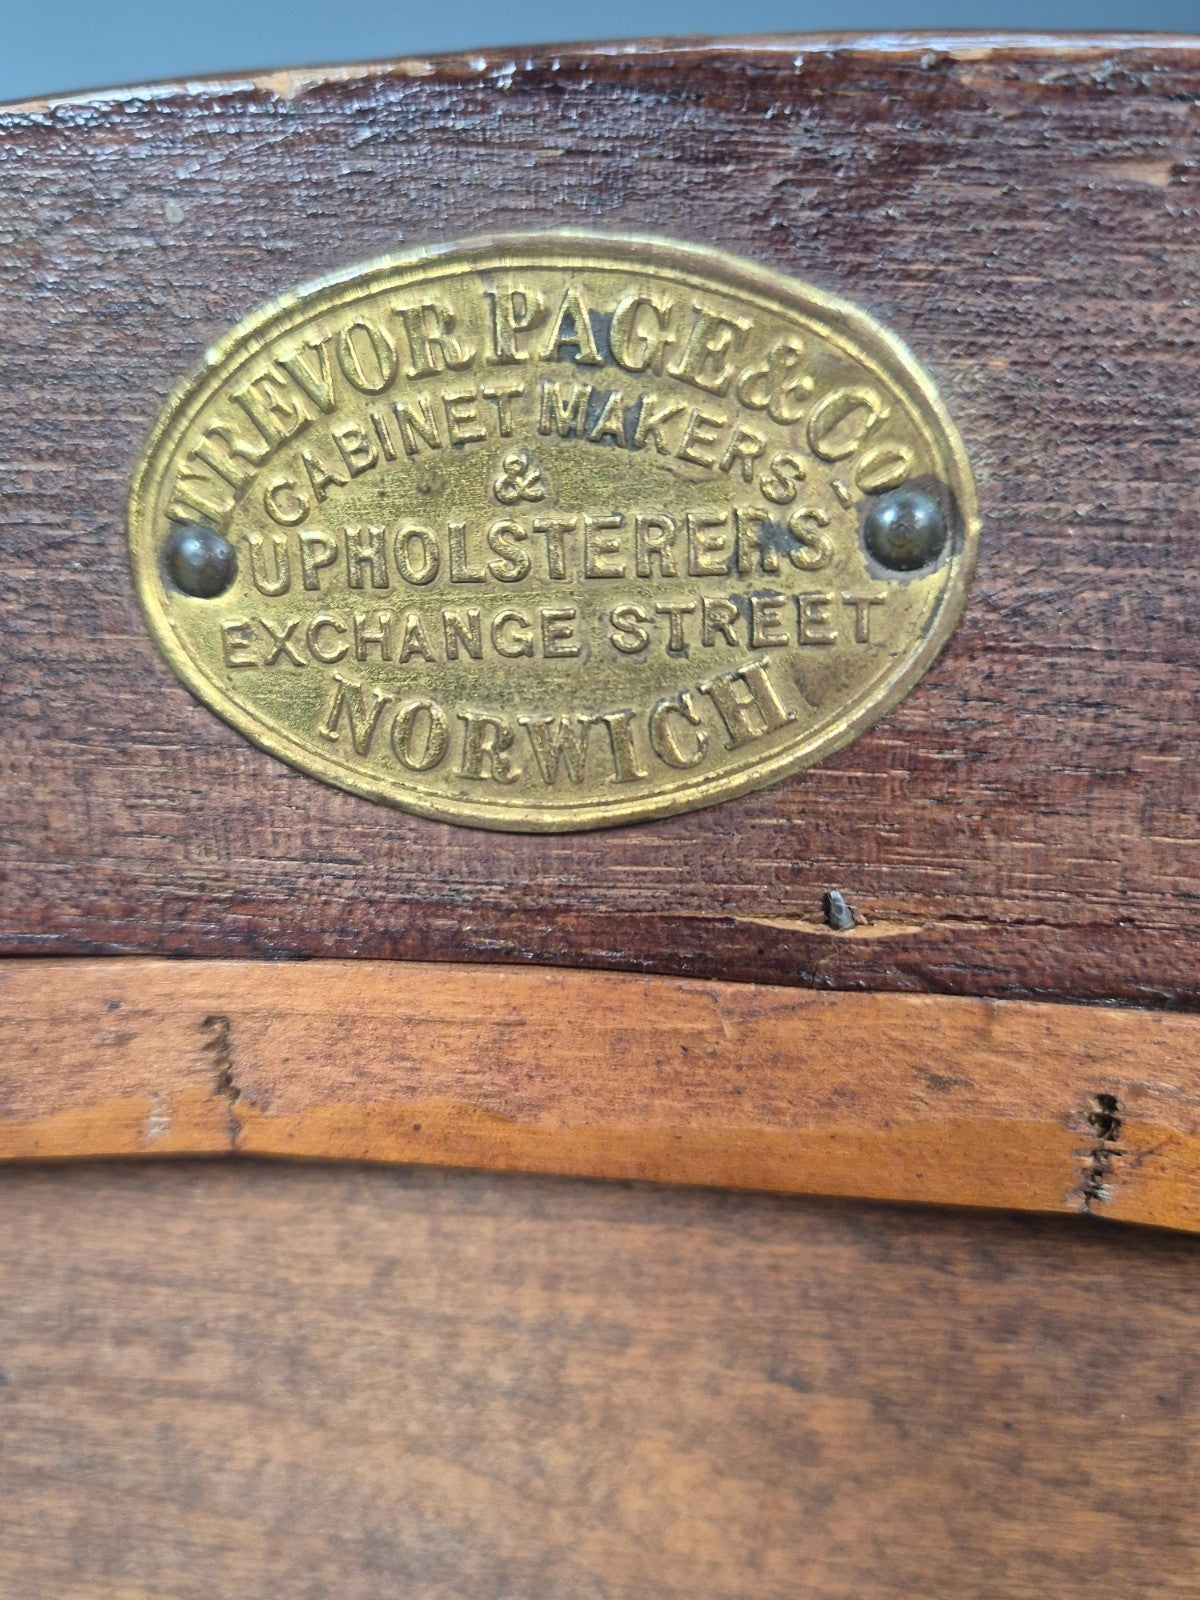 TREVOR PAGE & Co.
CABINET MAKERS
&
UPHOLSTERERS
EXCHANGE STREET
NORWICH